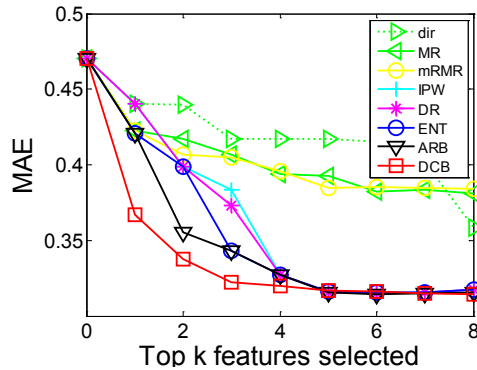 0.5
0.45
0.4
0.35
MAE
dir
MR
mRMR
IPW
DR
ENT
ARB
DCB
0 2 4 6 8
Top k features selected